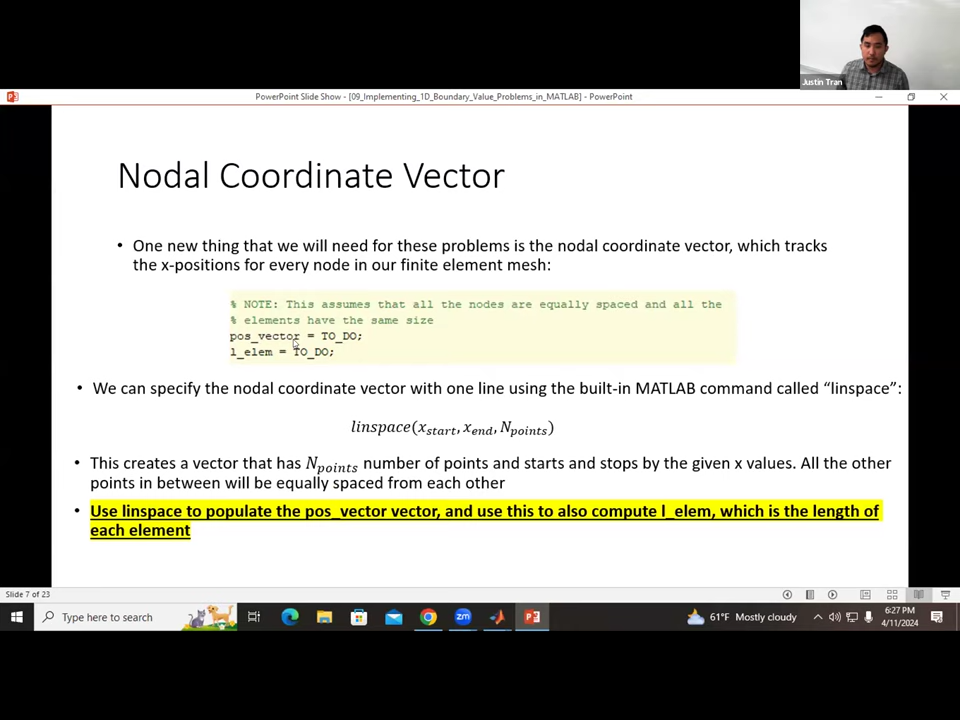 Justin Tran
PowerPoint Slide Show - [09_Implementing_1D_Boundary_Value_Problems_in_MATLAB] - PowerPoint
Nodal Coordinate Vector
• One new thing that we will need for these problems is the nodal coordinate vector, which tracks
the x-positions for every node in our finite element mesh:
% NOTE: This assumes that all the nodes are equally spaced and all the
% elements have the same size
pos_vector = TO_DO;
l_elem = TO_DO;
• We can specify the nodal coordinate vector with one line using the built-in MATLAB command called “linspace”:
linspace(x_start, x_end, N_points)
• This creates a vector that has N_points number of points and starts and stops by the given x values. All the other
points in between will be equally spaced from each other
• Use linspace to populate the pos_vector vector, and use this to also compute l_elem, which is the length of
each element
Slide 7 of 23
Type here to search
zm
61°F Mostly cloudy
6:27 PM
4/11/2024